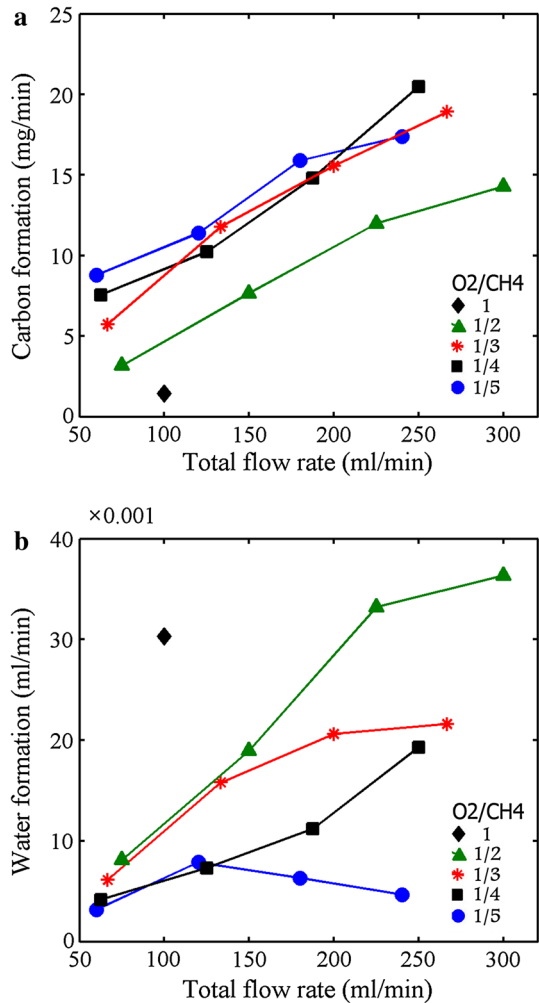 a
25
20
15
10
5
0
Carbon formation (mg/min)
O2/CH4
1
1/2
1/3
1/4
1/5
50 100 150 200 250 300
Total flow rate (ml/min)
×0.001
b
40
30
20
10
0
Water formation (ml/min)
O2/CH4
1
1/2
1/3
1/4
1/5
50 100 150 200 250 300
Total flow rate (ml/min)